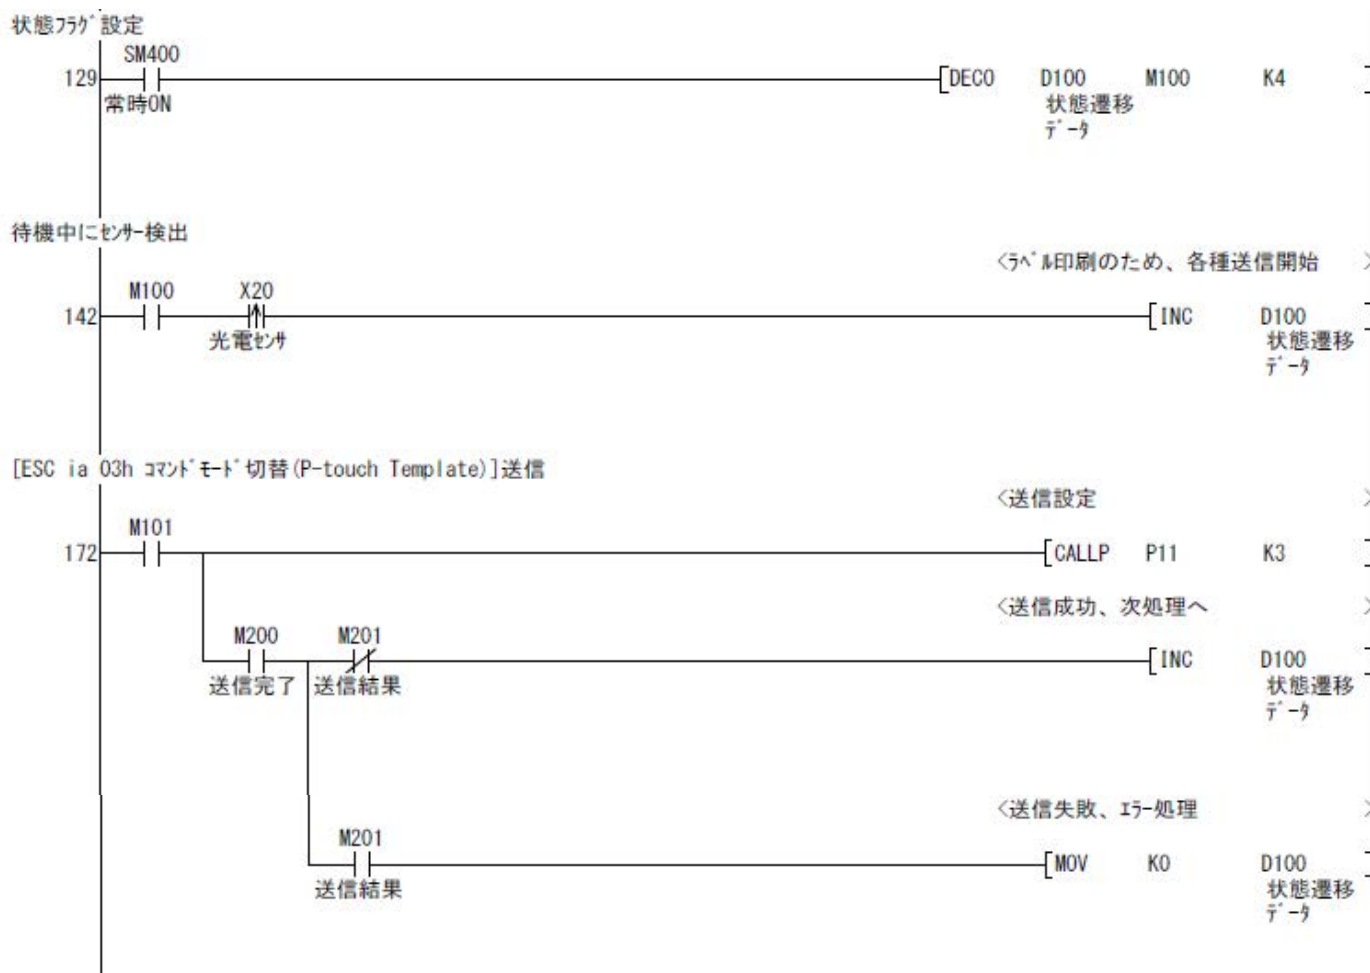 状態ﾌﾗｸﾞ設定
SM400
129
常時ON
[DECO D100 M100 K4 ]
状態遷移
ﾃﾞｰﾀ
待機中にｾﾝｻｰ検出
<ﾗﾍﾞﾙ印刷のため、各種送信開始 >
M100 X20
142
光電ｾﾝｻ
[INC D100 ]
状態遷移
ﾃﾞｰﾀ
[ESC ia 03h ｺﾏﾝﾄﾞﾓｰﾄﾞ切替(P-touch Template)]送信
<送信設定 >
M101
172
[CALLP P11 K3 ]
<送信成功、次処理へ >
M200 M201
送信完了 送信結果
[INC D100 ]
状態遷移
ﾃﾞｰﾀ
<送信失敗、ｴﾗｰ処理 >
M201
送信結果
[MOV K0 D100 ]
状態遷移
ﾃﾞｰﾀ